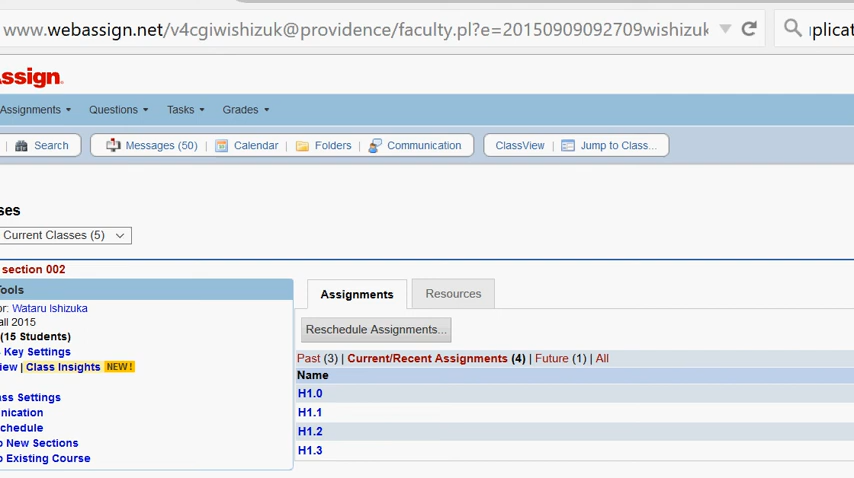 www.webassign.net/v4cgiwishizuk@providence/faculty.pl?e=20150909092709wishizuk
plicat
ssign.
Assignments Questions Tasks Grades
| Search Messages (50) | Calendar | Folders | Communication ClassView | Jump to Class...
ses
Current Classes (5)
section 002
Tools
or: Wataru Ishizuka
all 2015
(15 Students)
Key Settings
iew | Class Insights NEW!
ss Settings
nication
chedule
o New Sections
o Existing Course
Assignments Resources
Reschedule Assignments...
Past (3) | Current/Recent Assignments (4) | Future (1) | All
Name
H1.0
H1.1
H1.2
H1.3